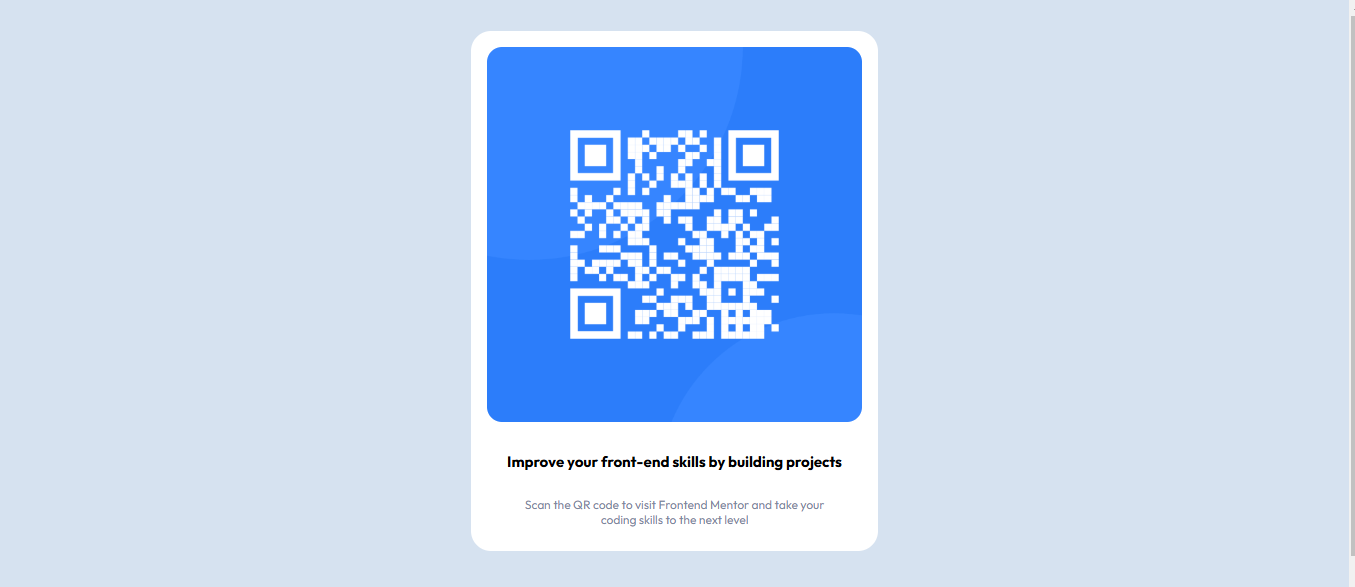 Improve your front-end skills by building projects
Scan the QR code to visit Frontend Mentor and take your
coding skills to the next level